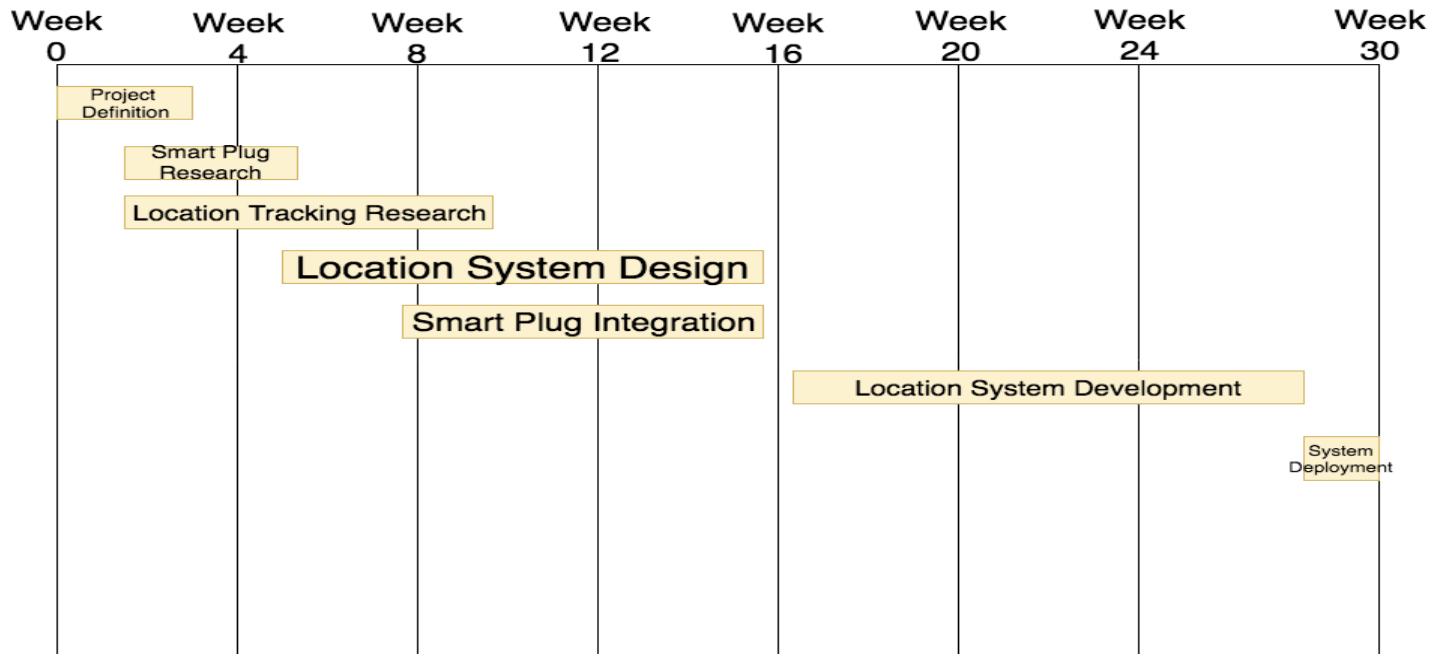 Week Week Week Week Week Week Week Week
0 4 8 12 16 20 24 30
Project
Definition
Smart Plug
Research
Location Tracking Research
Location System Design
Smart Plug Integration
Location System Development
System
Deployment